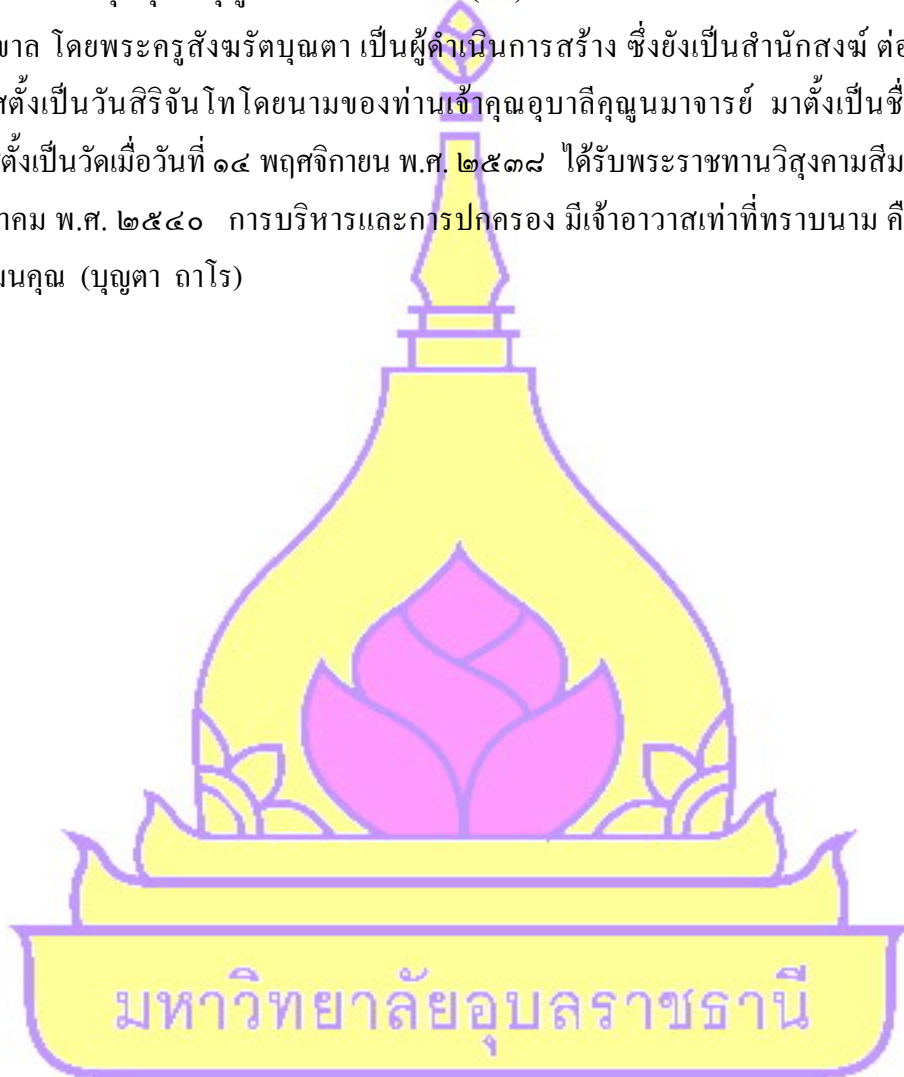 ขาล โดยพระครูสังฆรัตบุณตา เป็นผู้ดำเนินการสร้าง ซึ่งยังเป็นสำนักสงฆ์ ต่อ
ตั้งเป็นวันสิริจันโทโดยนามของท่านเจ้าคุณอุบาลีคุณูนมาจารย์ มาตั้งเป็นชื่
ตั้งเป็นวัดเมื่อวันที่ ๑๔ พฤศจิกายน พ.ศ. ๒๕๓๘ ได้รับพระราชทานวิสุงคามสีม
าคม พ.ศ. ๒๕๔๐ การบริหารและการปกครอง มีเจ้าอาวาสเท่าที่ทราบนาม คื
มนคุณ (บุญตา ถาโร)
มหาวิทยาลัยอุบลราชธานี